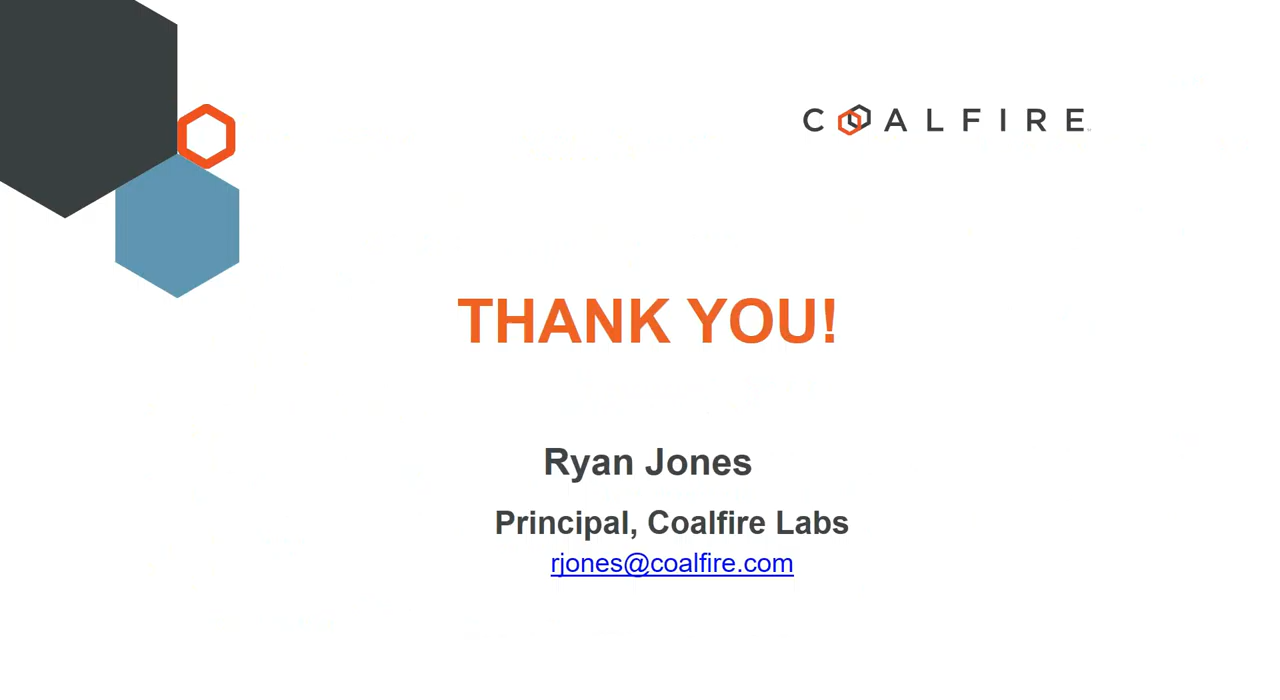 COALFIRE
THANK YOU!
Ryan Jones
Principal, Coalfire Labs
rjones@coalfire.com